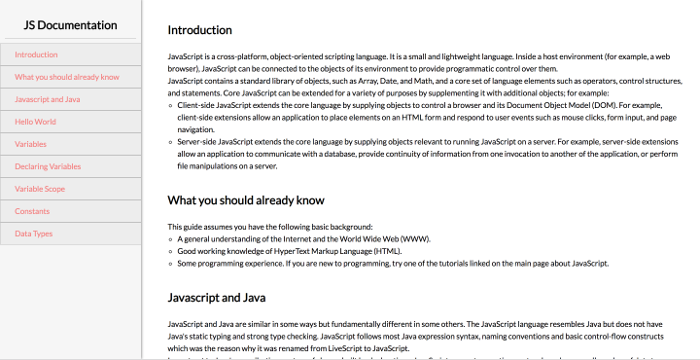 JS Documentation
Introduction
What you should already know
Javascript and Java
Hello World
Variables
Declaring Variables
Variable Scope
Constants
Data Types
Introduction
JavaScript is a cross-platform, object-oriented scripting language. It is a small and lightweight language. Inside a host environment (for example, a web
browser), JavaScript can be connected to the objects of its environment to provide programmatic control over them.
JavaScript contains a standard library of objects, such as Array, Date, and Math, and a core set of language elements such as operators, control structures,
and statements. Core JavaScript can be extended for a variety of purposes by supplementing it with additional objects; for example:
Client-side JavaScript extends the core language by supplying objects to control a browser and its Document Object Model (DOM). For example,
client-side extensions allow an application to place elements on an HTML form and respond to user events such as mouse clicks, form input, and page
navigation.
Server-side JavaScript extends the core language by supplying objects relevant to running JavaScript on a server. For example, server-side extensions
allow an application to communicate with a database, provide continuity of information from one invocation to another of the application, or perform
file manipulations on a server.
What you should already know
This guide assumes you have the following basic background:
A general understanding of the Internet and the World Wide Web (WWW).
Good working knowledge of HyperText Markup Language (HTML).
Some programming experience. If you are new to programming, try one of the tutorials linked on the main page about JavaScript.
Javascript and Java
JavaScript and Java are similar in some ways but fundamentally different in some others. The JavaScript language resembles Java but does not have
Java's static typing and strong type checking. JavaScript follows most Java expression syntax, naming conventions and basic control-flow constructs
which was the reason why it was renamed from LiveScript to JavaScript.